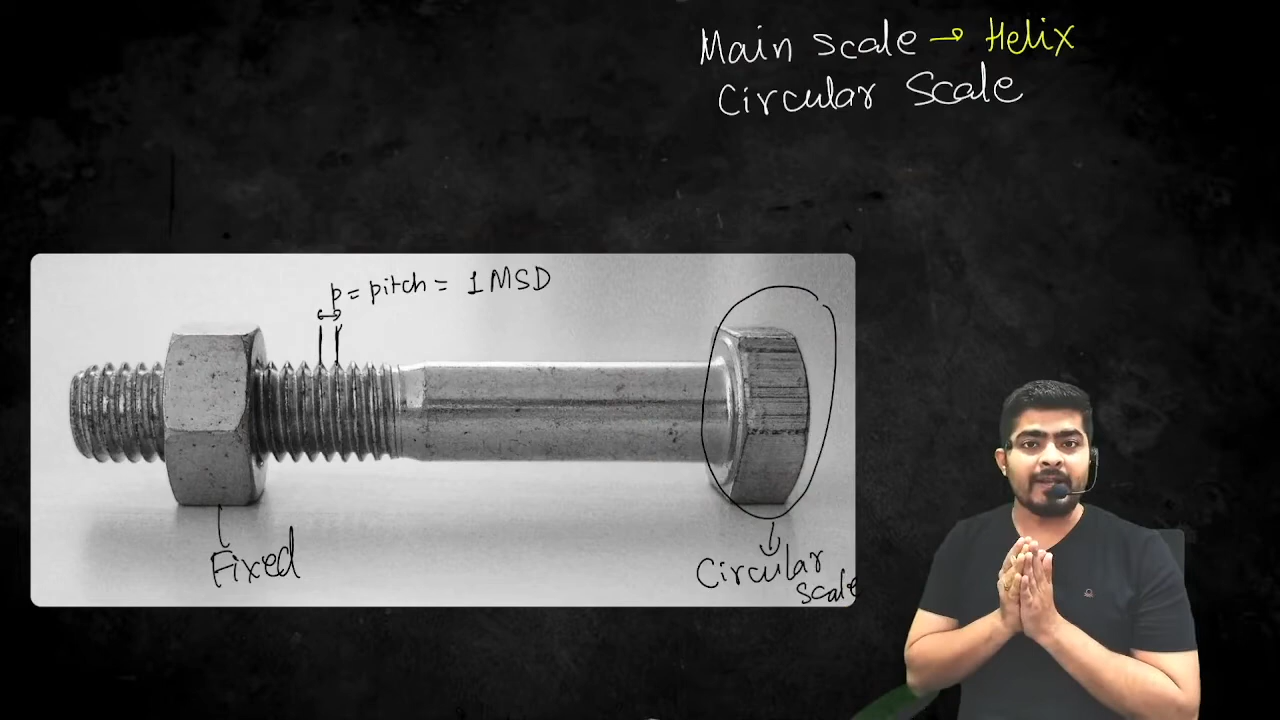 Main scale → Helix
Circular Scale
p = pitch = 1 MSD
Fixed
Circular
scale